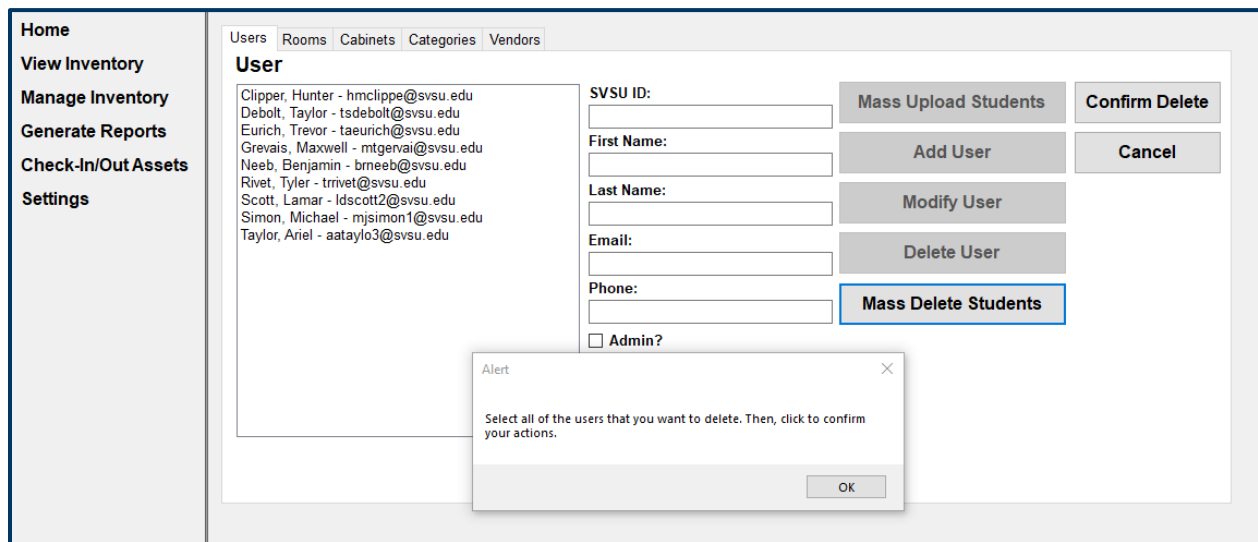 Home
View Inventory
Manage Inventory
Generate Reports
Check-In/Out Assets
Settings
Users Rooms Cabinets Categories Vendors
User
Clipper, Hunter - hmclippe@svsu.edu
Debolt, Taylor - tsdebolt@svsu.edu
Eurich, Trevor - taeurich@svsu.edu
Grevais, Maxwell - mtgervai@svsu.edu
Neeb, Benjamin - brneeb@svsu.edu
Rivet, Tyler - trrivet@svsu.edu
Scott, Lamar - ldscott2@svsu.edu
Simon, Michael - mjsimon1@svsu.edu
Taylor, Ariel - aataylo3@svsu.edu
SVSU ID:
First Name:
Last Name:
Email:
Phone:
Admin?
Mass Upload Students
Add User
Modify User
Delete User
Mass Delete Students
Confirm Delete
Cancel
Alert
Select all of the users that you want to delete. Then, click to confirm
your actions.
OK